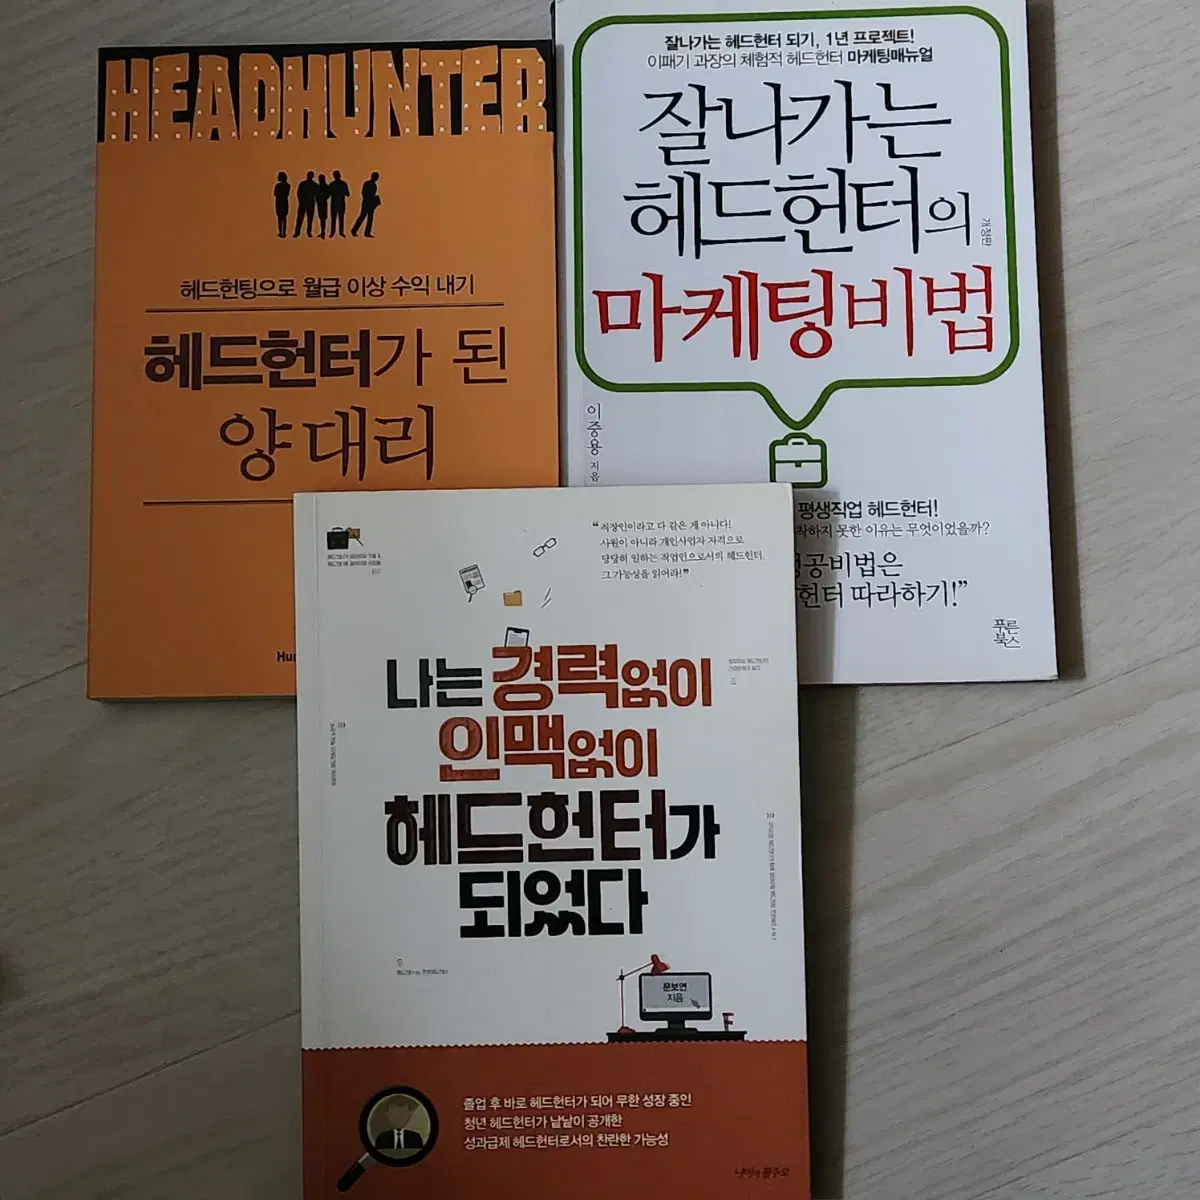 HEADHUNTER
헤드헌팅으로 월급 이상 수익 내기
헤드헌터가 된
양대리
Hun
잘나가는 헤드헌터 되기, 1년 프로젝트!
이패기 과장의 체험적 헤드헌터 마케팅매뉴얼
잘나가는
헤드헌터의
개정판
마케팅비법
이중용 지음
평생직업 헤드헌터!
착하지 못한 이유는 무엇이었을까?
성공비법은
헌터 따라하기!”
푸른
북스
“직장인이라고 다 같은 게 아니다!
사원이 아니라 개인사업자 자격으로
당당히 일하는 직업인으로서의 헤드헌터,
그 가능성을 읽어라!”
나는 경력없이
인맥없이
헤드헌터가
되었다
문보연
지음
졸업 후 바로 헤드헌터가 되어 무한 성장 중인
청년 헤드헌터가 낱낱이 공개한
성과급제 헤드헌터로서의 찬란한 가능성